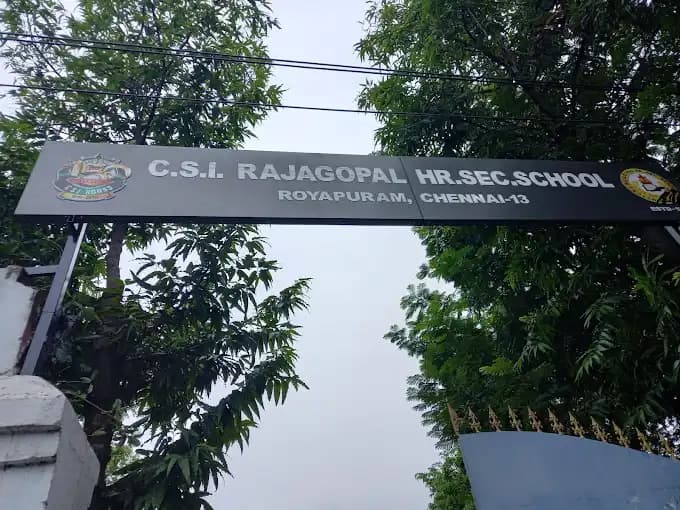 C.S.I. RAJAGOPAL HR.SEC.SCHOOL
ROYAPURAM, CHENNAI-13